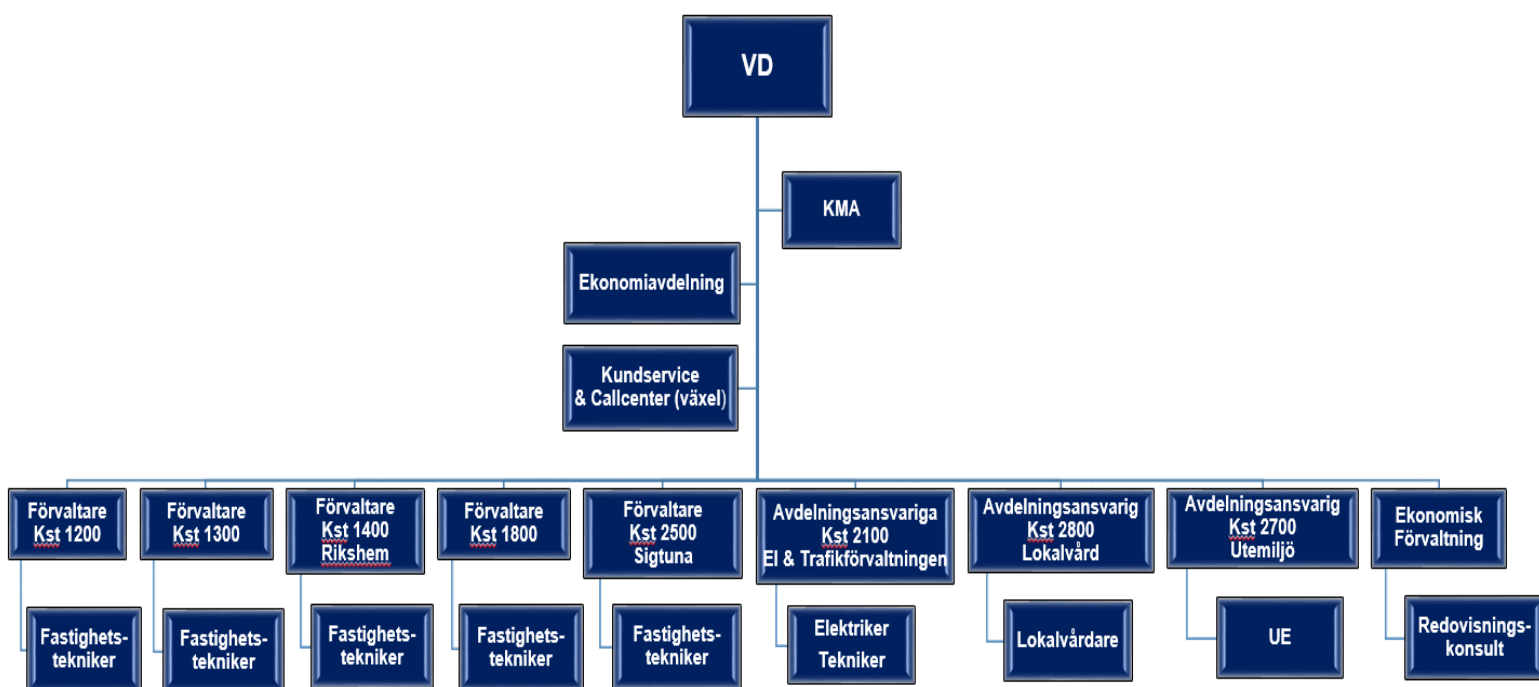 VD
KMA
Ekonomiavdelning
Kundservice
& Callcenter (växel)
Förvaltare
Kst 1200
Förvaltare
Kst 1300
Förvaltare
Kst 1400
Rikshem
Förvaltare
Kst 1800
Förvaltare
Kst 2500
Sigtuna
Avdelningsansvariga
Kst 2100
El & Trafikförvaltningen
Avdelningsansvarig
Kst 2800
Lokalvård
Avdelningsansvarig
Kst 2700
Utemiljö
Ekonomisk
Förvaltning
Fastighets-
tekniker
Fastighets-
tekniker
Fastighets-
tekniker
Fastighets-
tekniker
Fastighets-
tekniker
Elektriker
Tekniker
Lokalvårdare
UE
Redovisnings-
konsult